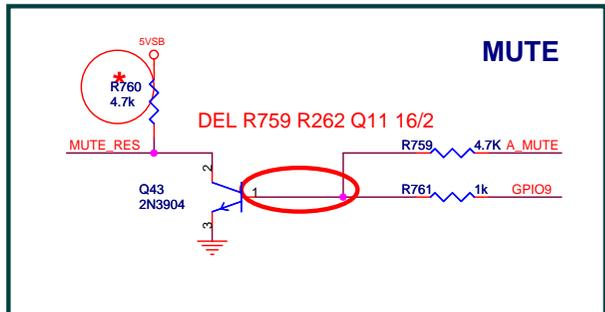 MUTE
5VSB
*
R760
4.7k
DEL R759 R262 Q11 16/2
MUTE_RES
R759 4.7K A_MUTE
2
Q43
2N3904
1
R761 1k GPIO9
3